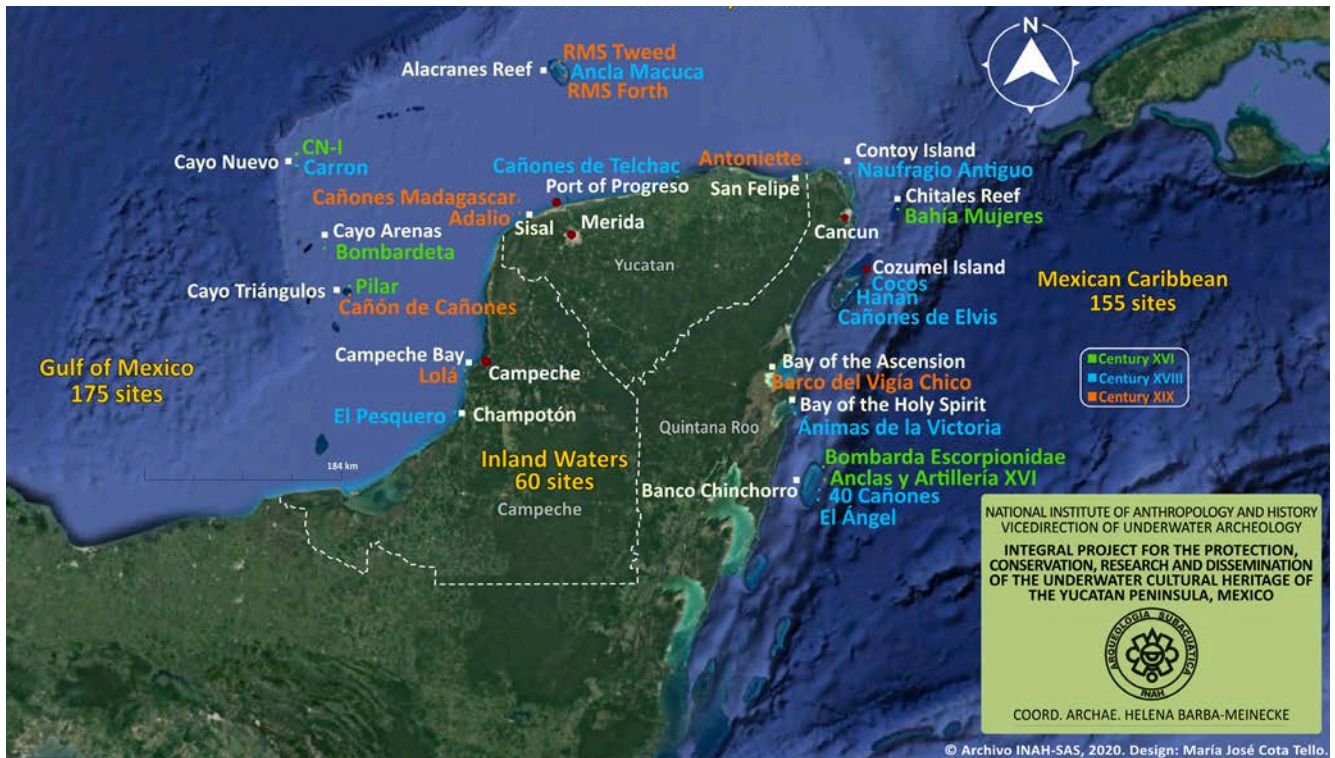 N
RMS Tweed
Alacranes Reef
Ancla Macuca
RMS Forth
CN-I
Cayo Nuevo
Carron
Cañones de Telchac
Antoniette
Contoy Island
Naufragio Antiguo
Port of Progreso
San Felipe
Cañones Madagascar
Chitales Reef
Adalio
Bahía Mujeres
Sisal
Merida
Cancun
Cayo Arenas
Bombardeta
Yucatan
Cozumel Island
Cocos
Mexican Caribbean
155 sites
Pilar
Cayo Triángulos
Hanan
Cañón de Cañones
Cañones de Elvis
Campeche Bay
Lolá
Campeche
Bay of the Ascension
Barco del Vigía Chico
Century XVI
Century XVIII
Century XIX
Gulf of Mexico
175 sites
El Pesquero
Champotón
Bay of the Holy Spirit
Quintana Roo
Ánimas de la Victoria
184 km
Inland Waters
60 sites
Campeche
Bombarda Escorpionidae
Anclas y Artillería XVI
Banco Chinchorro
40 Cañones
El Ángel
NATIONAL INSTITUTE OF ANTHROPOLOGY AND HISTORY
VICEDIRECTION OF UNDERWATER ARCHEOLOGY
INTEGRAL PROJECT FOR THE PROTECTION,
CONSERVATION, RESEARCH AND DISSEMINATION
OF THE UNDERWATER CULTURAL HERITAGE OF
THE YUCATAN PENINSULA, MEXICO
ARQUEOLOGÍA SUBACUÁTICA
INAH
COORD. ARCHAE. HELENA BARBA-MEINECKE
© Archivo INAH-SAS, 2020. Design: María José Cota Tello.